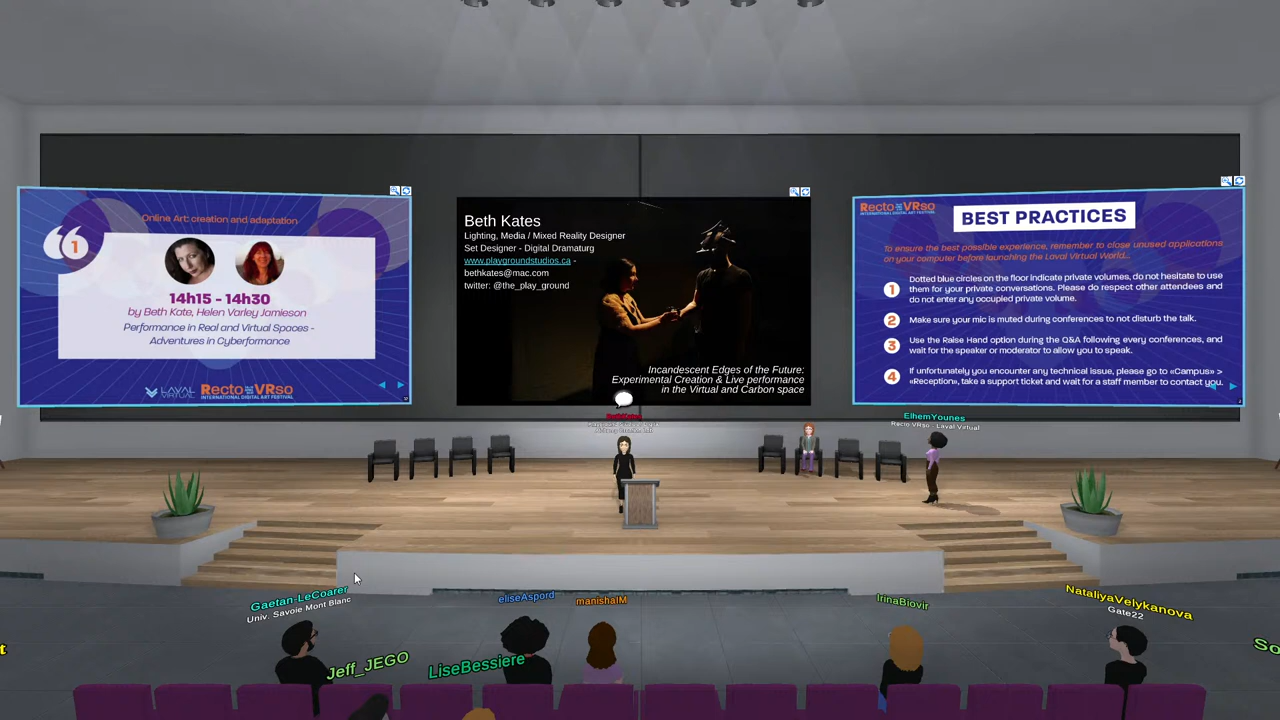 Online Art: creation and adaptation
1
14h15 - 14h30
by Beth Kate, Helen Varley Jamieson
Performance in Real and Virtual Spaces -
Adventures in Cyberformance
LAVAL
VIRTUAL
Recto VRso
INTERNATIONAL DIGITAL ART FESTIVAL
Beth Kates
Lighting, Media / Mixed Reality Designer
Set Designer - Digital Dramaturg
www.playgroundstudios.ca -
bethkates@mac.com
twitter: @the_play_ground
Incandescent Edges of the Future:
Experimental Creation & Live performance
in the Virtual and Carbon space
Recto VRso
INTERNATIONAL DIGITAL ART FESTIVAL
BEST PRACTICES
To ensure the best possible experience, remember to close unused applications
on your computer before launching the Laval Virtual World...
1 Dotted blue circles on the floor indicate private volumes, do not hesitate to use
them for your private conversations. Please do respect other attendees and
do not enter any occupied private volume.
2 Make sure your mic is muted during conferences to not disturb the talk.
3 Use the Raise Hand option during the Q&A following every conferences, and
wait for the speaker or moderator to allow you to speak.
4 If unfortunately you encounter any technical issue, please go to «Campus» >
«Reception», take a support ticket and wait for a staff member to contact you.
ElhemYounes
Recto VRso - Laval Virtual
Gaetan-LeCoarer
Univ. Savoie Mont Blanc
eliseAspord
manishaIM
IrinaBiovir
NataliyaVelykanova
Gate22
Jeff_JEGO
LiseBessiere
So